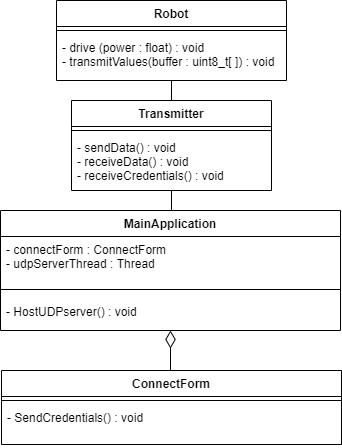 Robot
- drive (power : float) : void
- transmitValues(buffer : uint8_t[ ]) : void
Transmitter
- sendData() : void
- receiveData() : void
- receiveCredentials() : void
MainApplication
- connectForm : ConnectForm
- udpServerThread : Thread
- HostUDPserver() : void
ConnectForm
- SendCredentials() : void